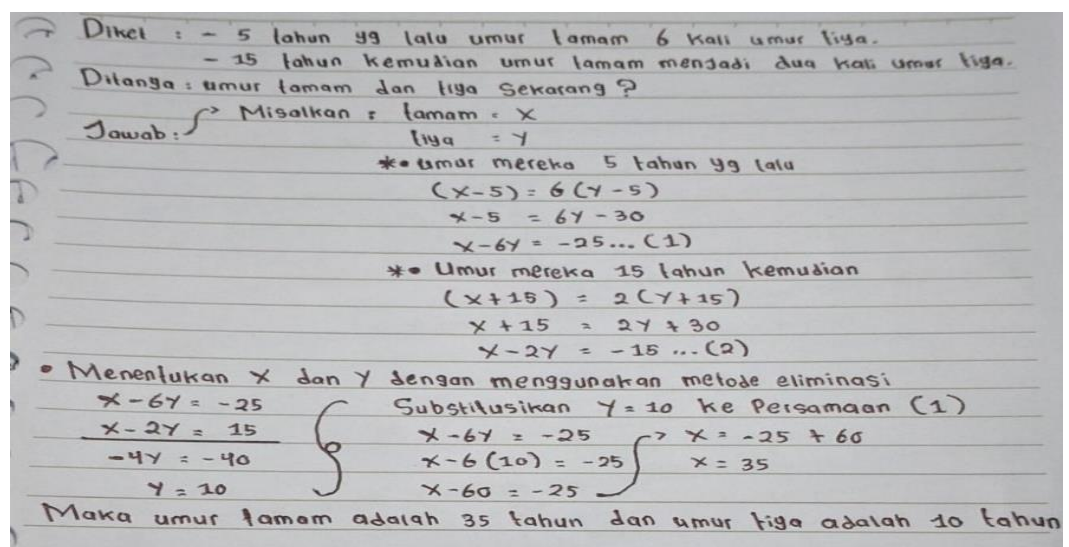 Diket : - 5 tahun yg lalu umur tamam 6 kali umur tiya.
- 15 tahun kemudian umur tamam menjadi dua kali umur tiya.
Ditanya : umur tamam dan tiya Sekarang ?
Jawab : Misalkan : tamam = x
tiya = y
* • umur mereka 5 tahun yg lalu
(x-5) = 6(y-5)
x-5 = 6y-30
x-6y = -25... (1)
* • Umur mereka 15 tahun kemudian
(x+15) = 2(y+15)
x+15 = 2y+30
x-2y = -15 ...(2)
• Menentukan x dan y dengan menggunakan metode eliminasi
x-6y = -25 Substitusikan y=10 ke Persamaan (1)
x-2y = 15 x-6y = -25 → x = -25 + 60
-4y = -40 x-6(10) = -25 x = 35
y = 10 x-60 = -25
Maka umur tamam adalah 35 tahun dan umur tiya adalah 10 tahun